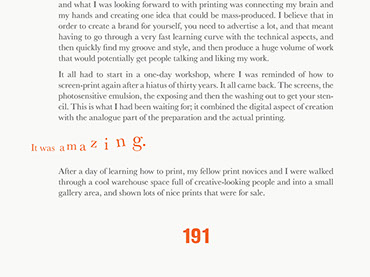 and what I was looking forward to with printing was connecting my brain and
my hands and creating one idea that could be mass-produced. I believe that in
order to create a brand for yourself, you need to advertise a lot, and that meant
having to go through a very fast learning curve with the technical aspects, and
then quickly find my groove and style, and then produce a huge volume of work
that would potentially get people talking and liking my work.
It all had to start in a one-day workshop, where I was reminded of how to
screen-print again after a hiatus of thirty years. It all came back. The screens, the
photosensitive emulsion, the exposing and then the washing out to get your sten-
cil. This is what I had been waiting for; it combined the digital aspect of creation
with the analogue part of the preparation and the actual printing.
It was amazing.
After a day of learning how to print, my fellow print novices and I were walked
through a cool warehouse space full of creative-looking people and into a small
gallery area, and shown lots of nice prints that were for sale.
191